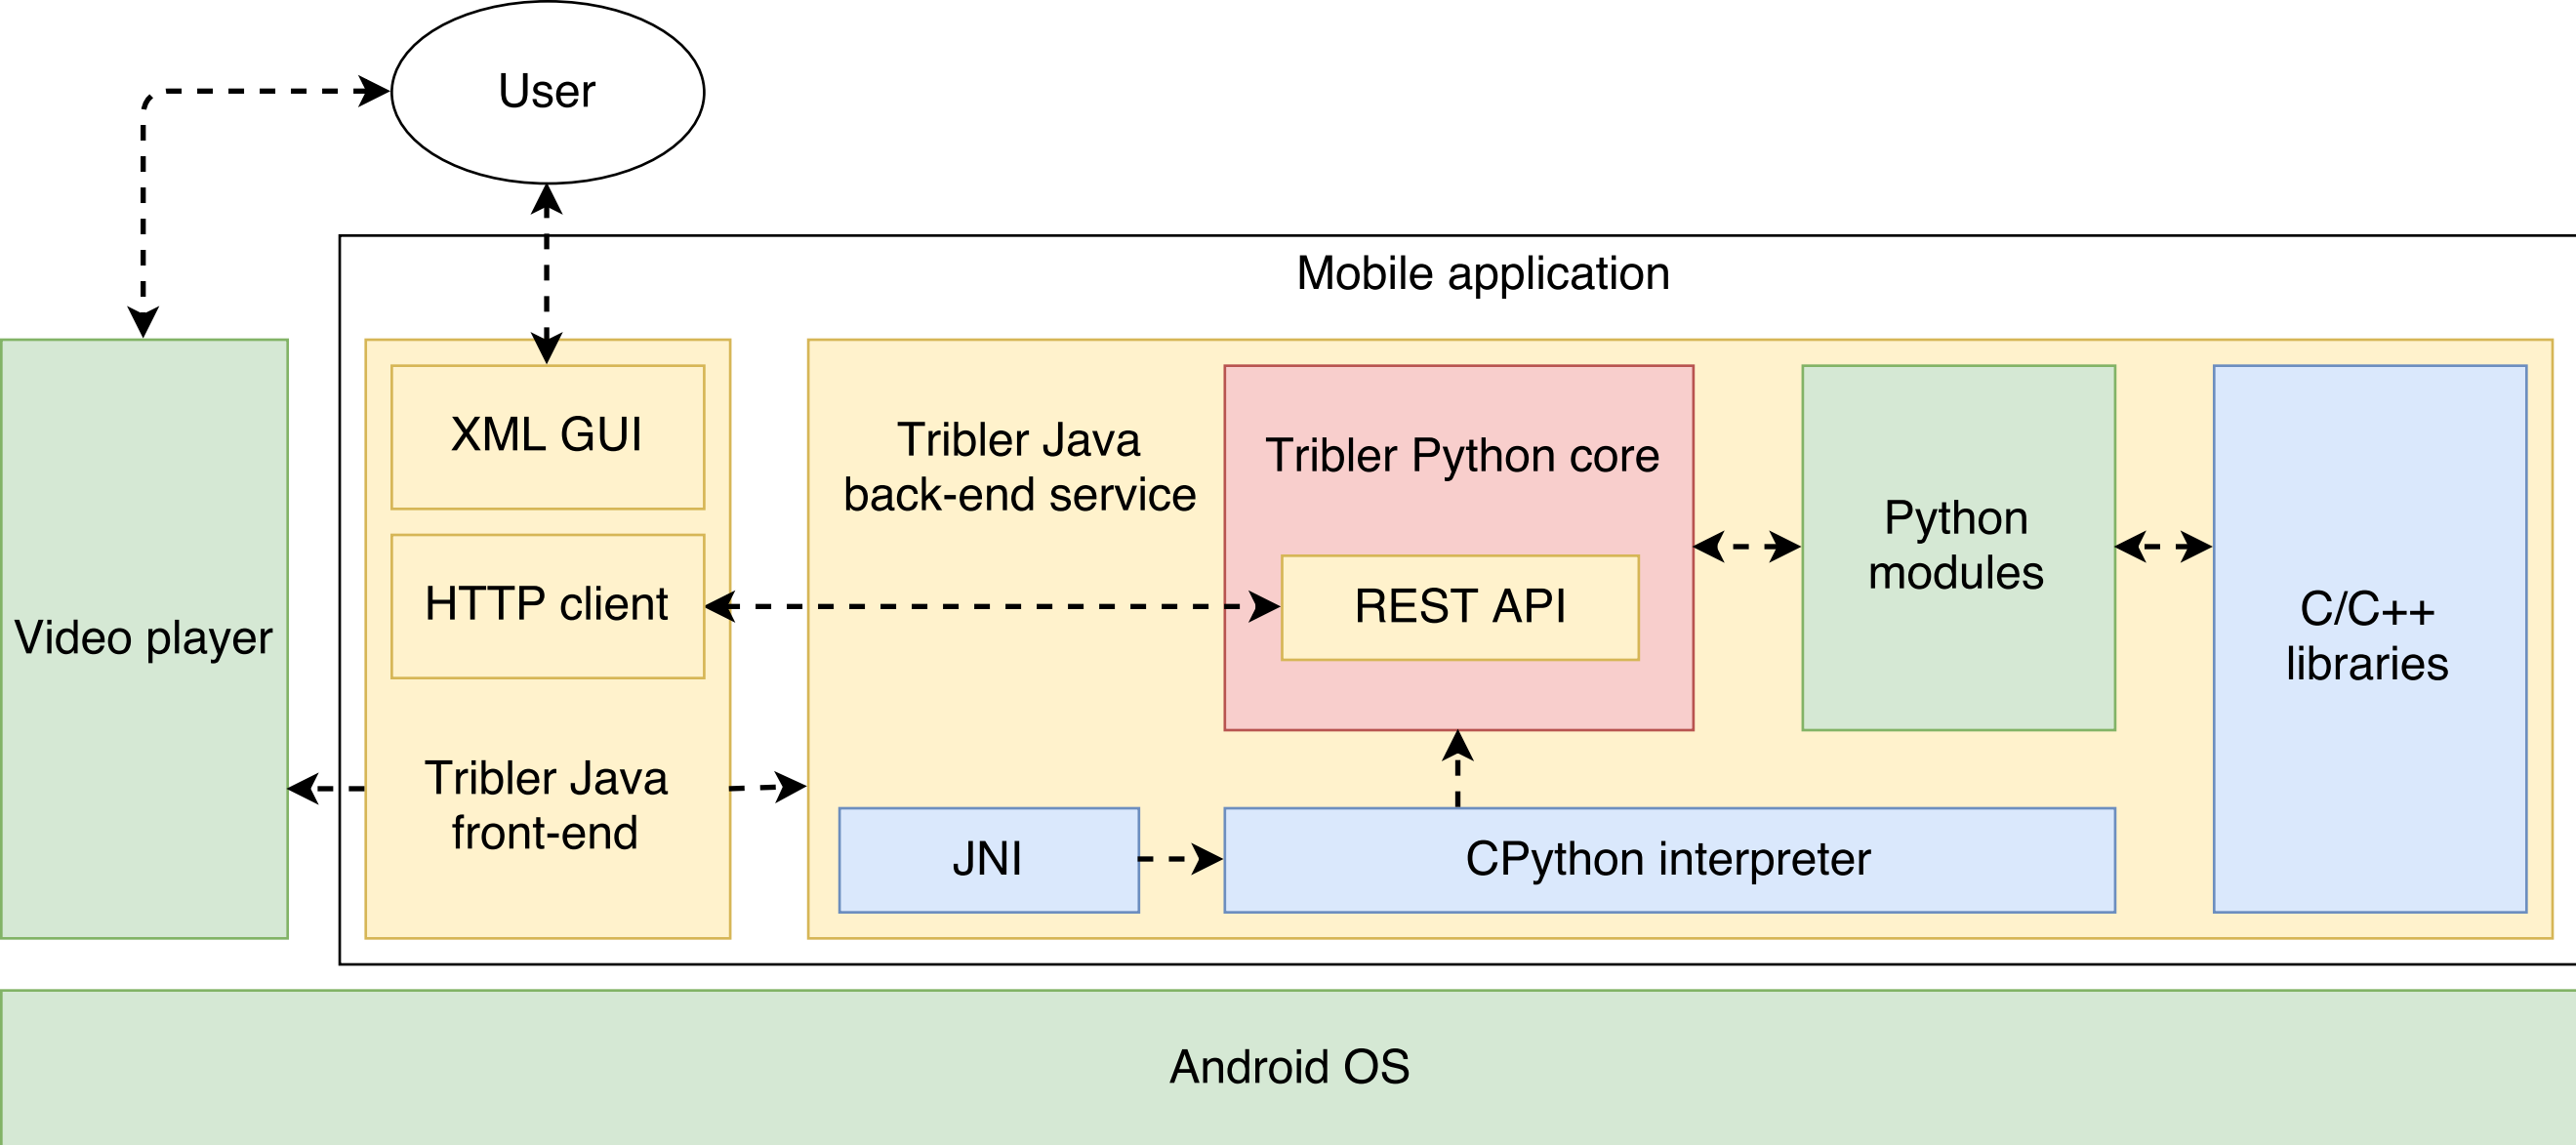 User
Mobile application
XML GUI
HTTP client
Tribler Java
front-end
Video player
Tribler Java
back-end service
Tribler Python core
REST API
Python
modules
C/C++
libraries
JNI
CPython interpreter
Android OS